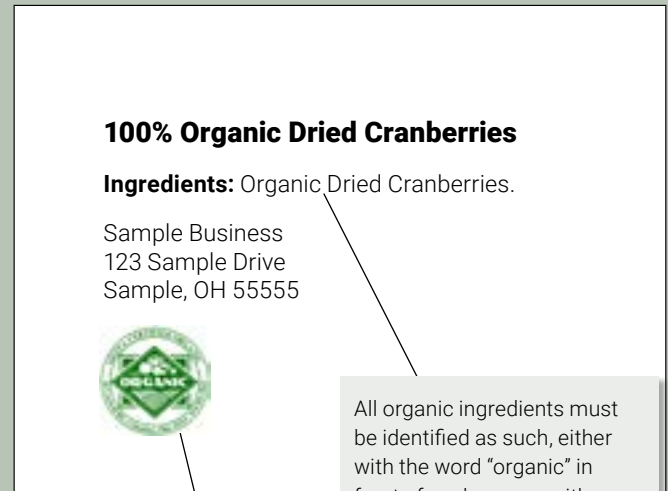 100% Organic Dried Cranberries
Ingredients: Organic Dried Cranberries.
Sample Business
123 Sample Drive
Sample, OH 55555
ORGANIC
All organic ingredients must
be identified as such, either
with the word “organic” in